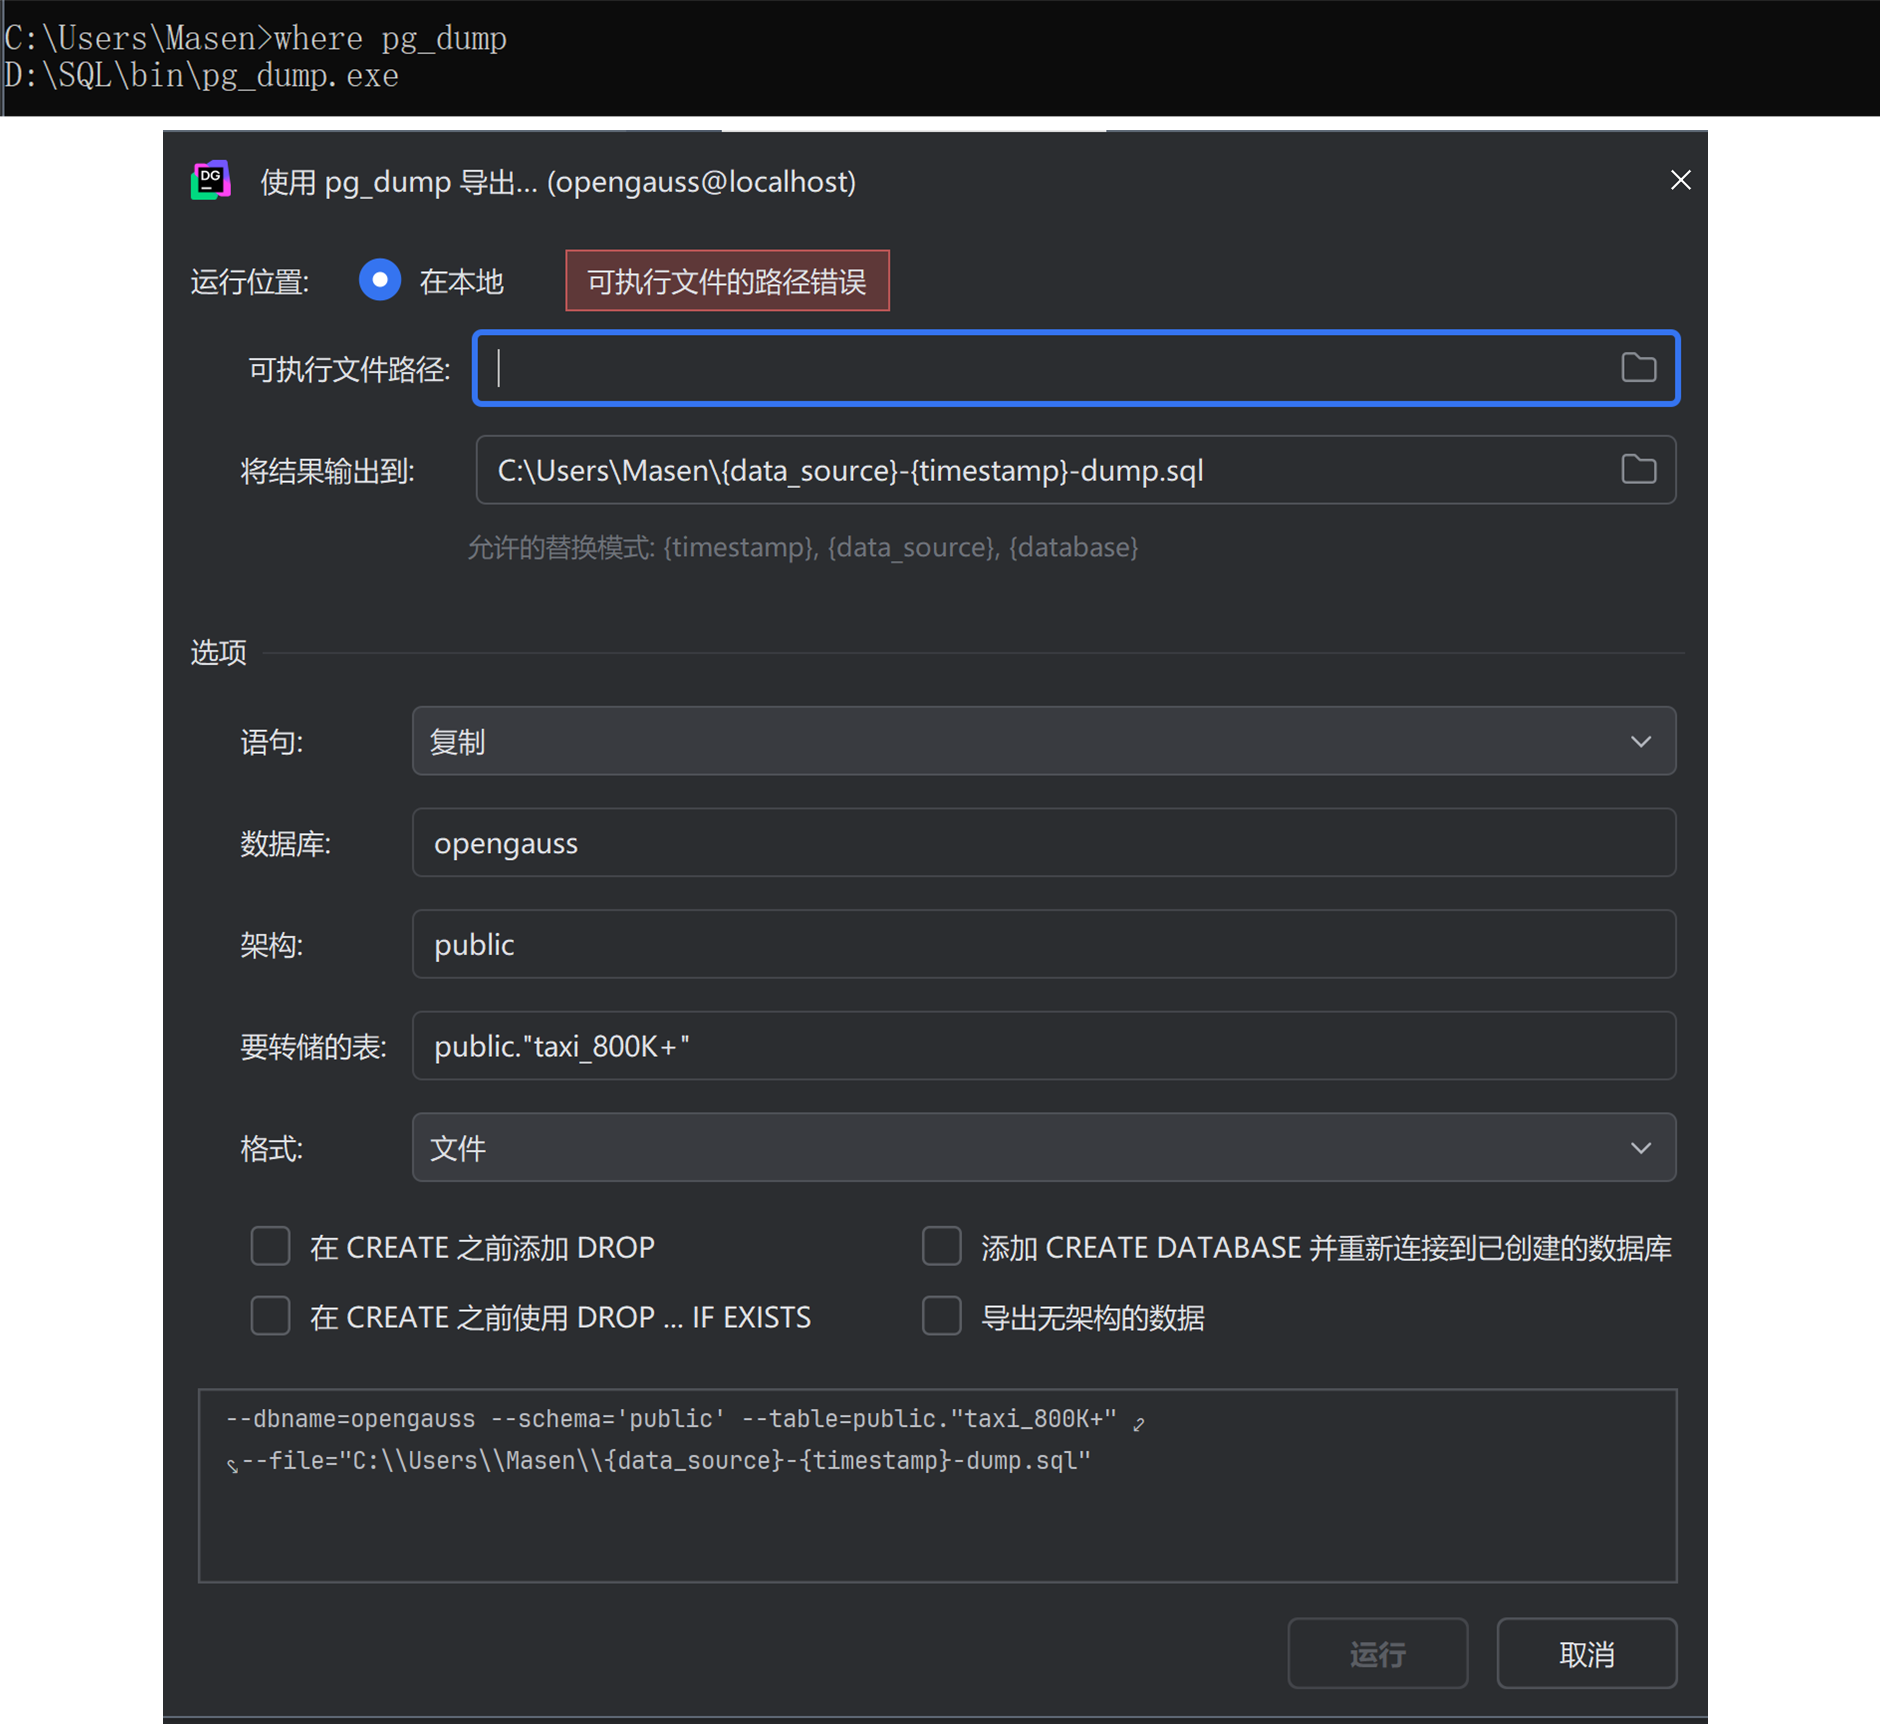 C:\Users\Masen>where pg_dump
D:\SQL\bin\pg_dump.exe
DG
使用 pg_dump 导出... (opengauss@localhost)
运行位置:
在本地
可执行文件的路径错误
可执行文件路径:
将结果输出到:
C:\Users\Masen\{data_source}-{timestamp}-dump.sql
允许的替换模式: {timestamp}, {data_source}, {database}
选项
语句:
复制
数据库:
opengauss
架构:
public
要转储的表:
public."taxi_800K+"
格式:
文件
在 CREATE 之前添加 DROP
添加 CREATE DATABASE 并重新连接到已创建的数据库
在 CREATE 之前使用 DROP ... IF EXISTS
导出无架构的数据
--dbname=opengauss --schema='public' --table=public."taxi_800K+"
--file="C:\\Users\\Masen\\{data_source}-{timestamp}-dump.sql"
运行
取消